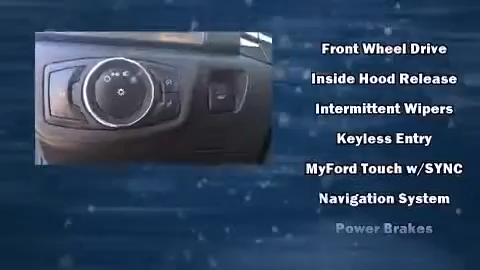 Front Wheel Drive
Inside Hood Release
Intermittent Wipers
Keyless Entry
MyFord Touch w/SYNC
Navigation System
Power Brakes